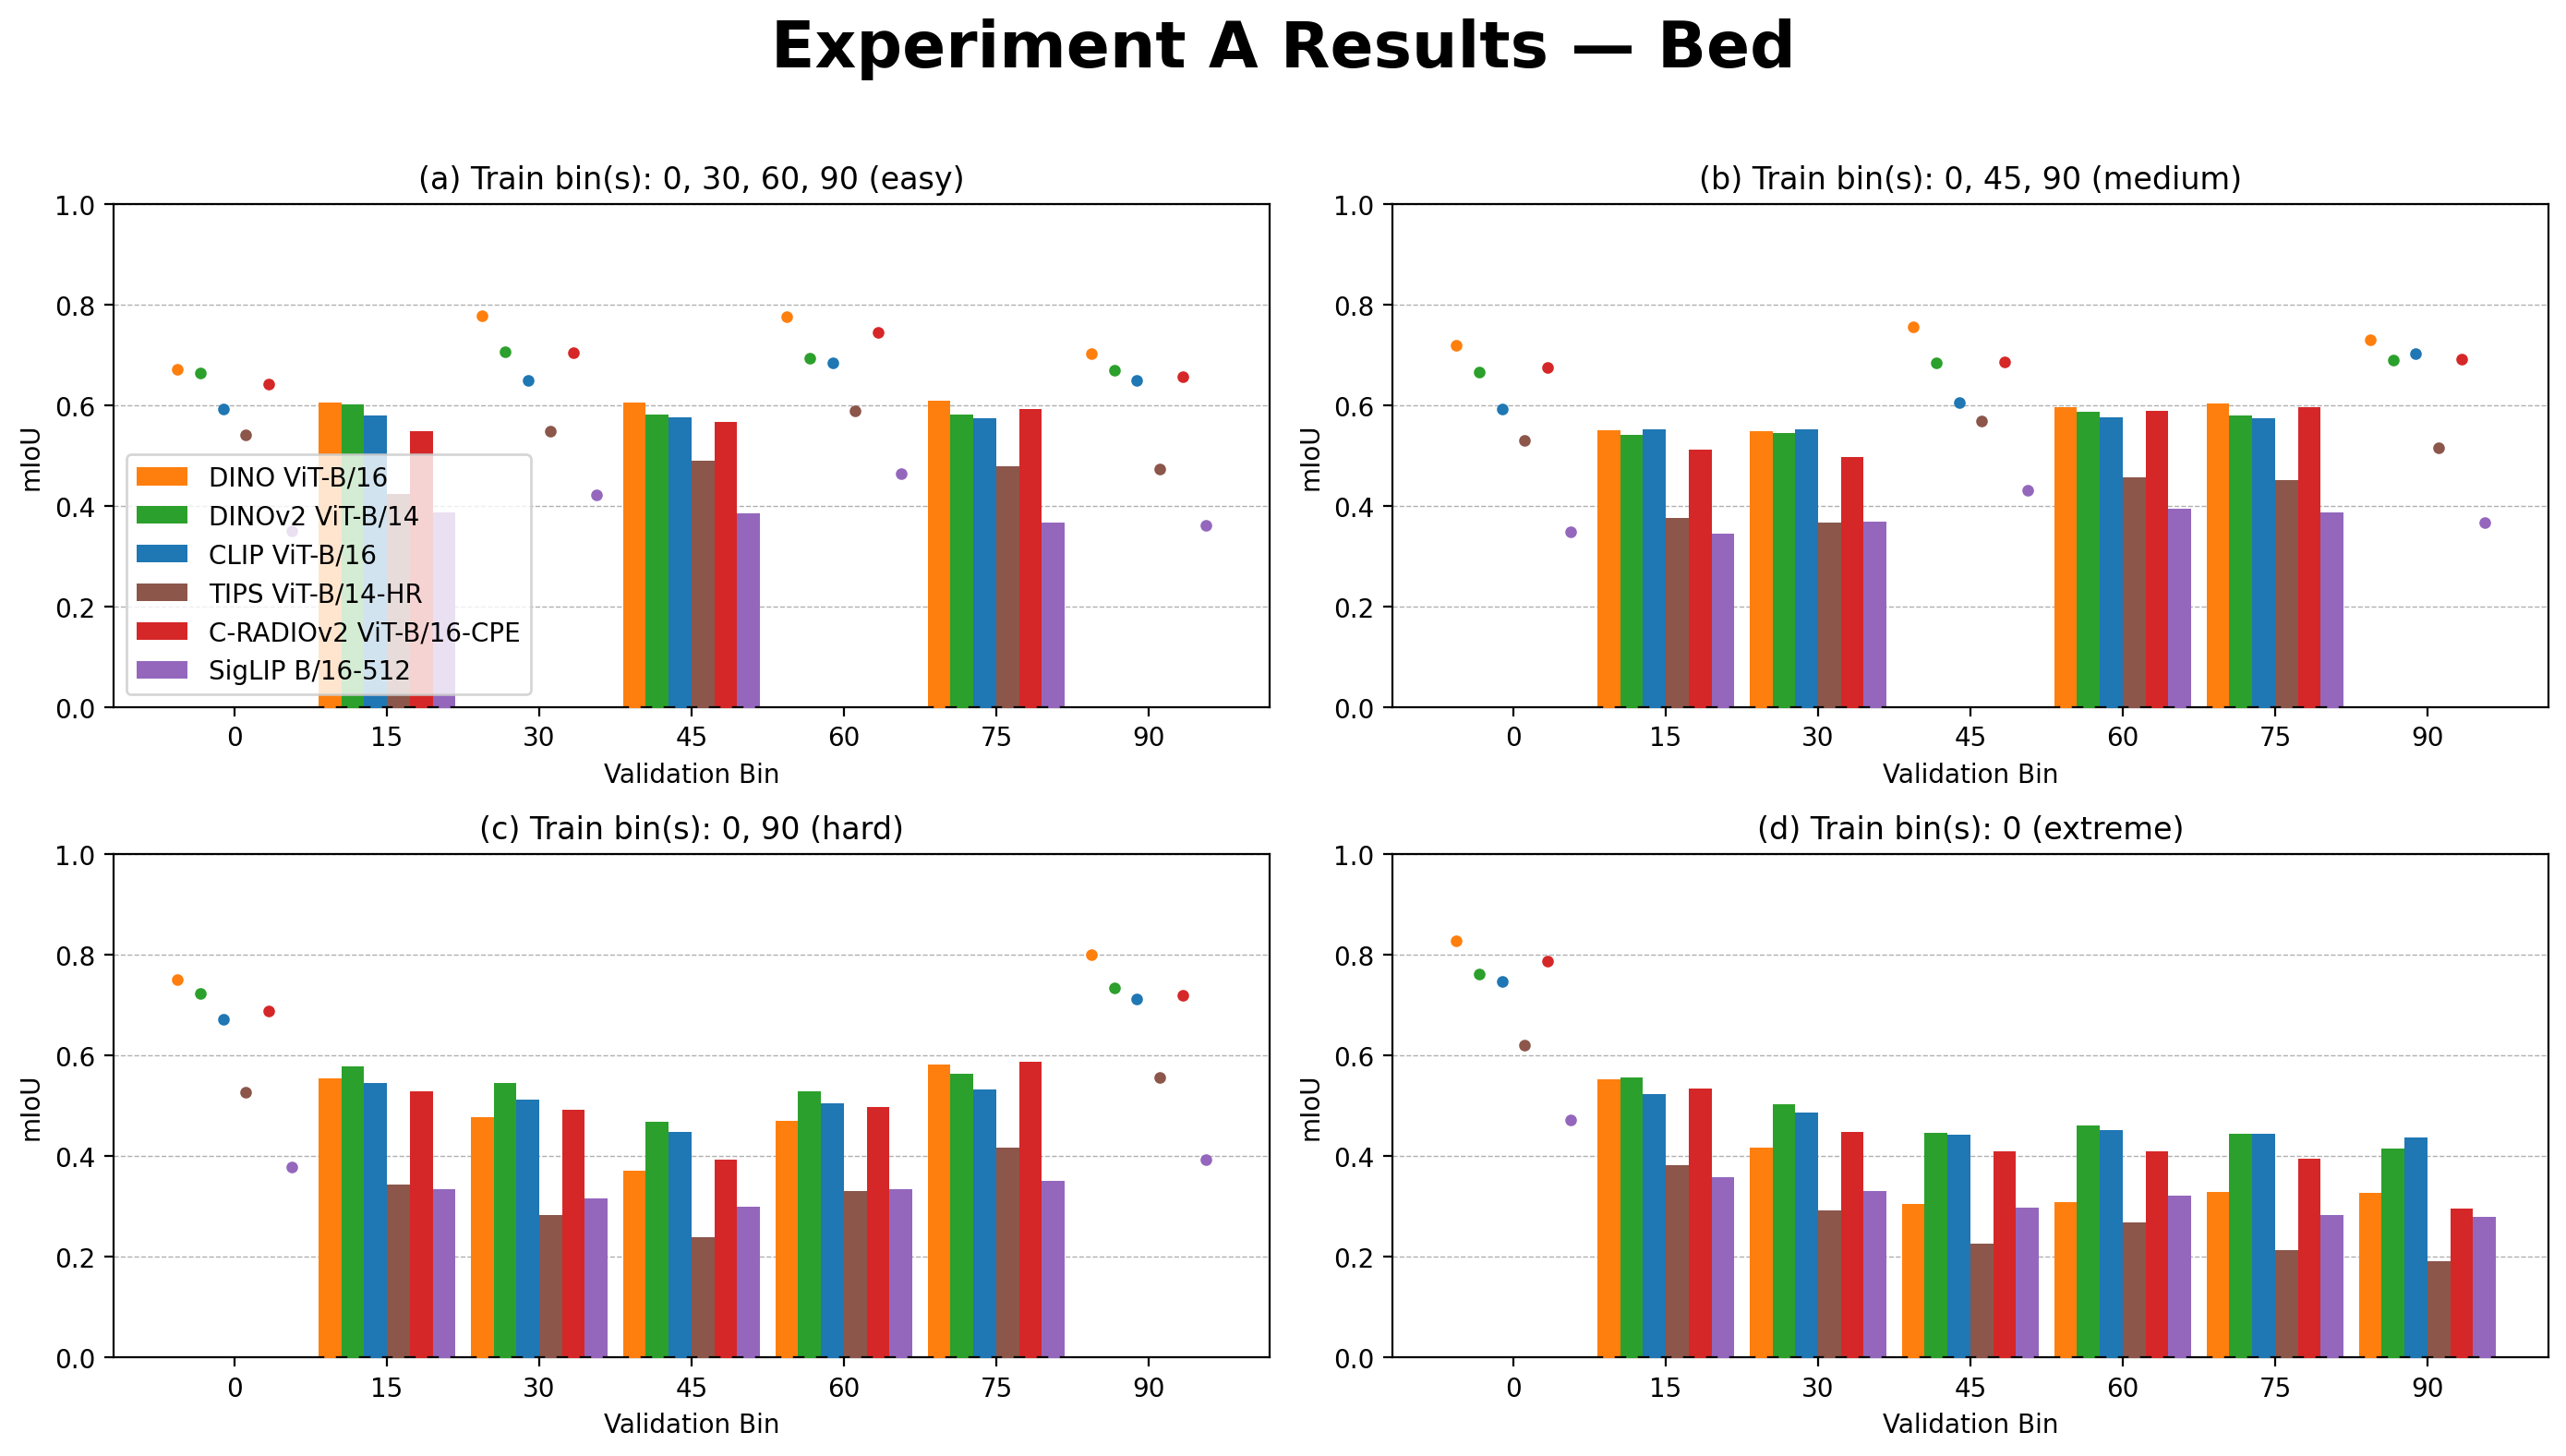 Experiment A Results — Bed
(a) Train bin(s): 0, 30, 60, 90 (easy)
1.0
0.8
0.6
0.4
0.2
0.0
mIoU
DINO ViT-B/16
DINOv2 ViT-B/14
CLIP ViT-B/16
TIPS ViT-B/14-HR
C-RADIOv2 ViT-B/16-CPE
SigLIP B/16-512
0 15 30 45 60 75 90
Validation Bin
(b) Train bin(s): 0, 45, 90 (medium)
1.0
0.8
0.6
0.4
0.2
0.0
mIoU
0 15 30 45 60 75 90
Validation Bin
(c) Train bin(s): 0, 90 (hard)
1.0
0.8
0.6
0.4
0.2
0.0
mIoU
0 15 30 45 60 75 90
Validation Bin
(d) Train bin(s): 0 (extreme)
1.0
0.8
0.6
0.4
0.2
0.0
mIoU
0 15 30 45 60 75 90
Validation Bin